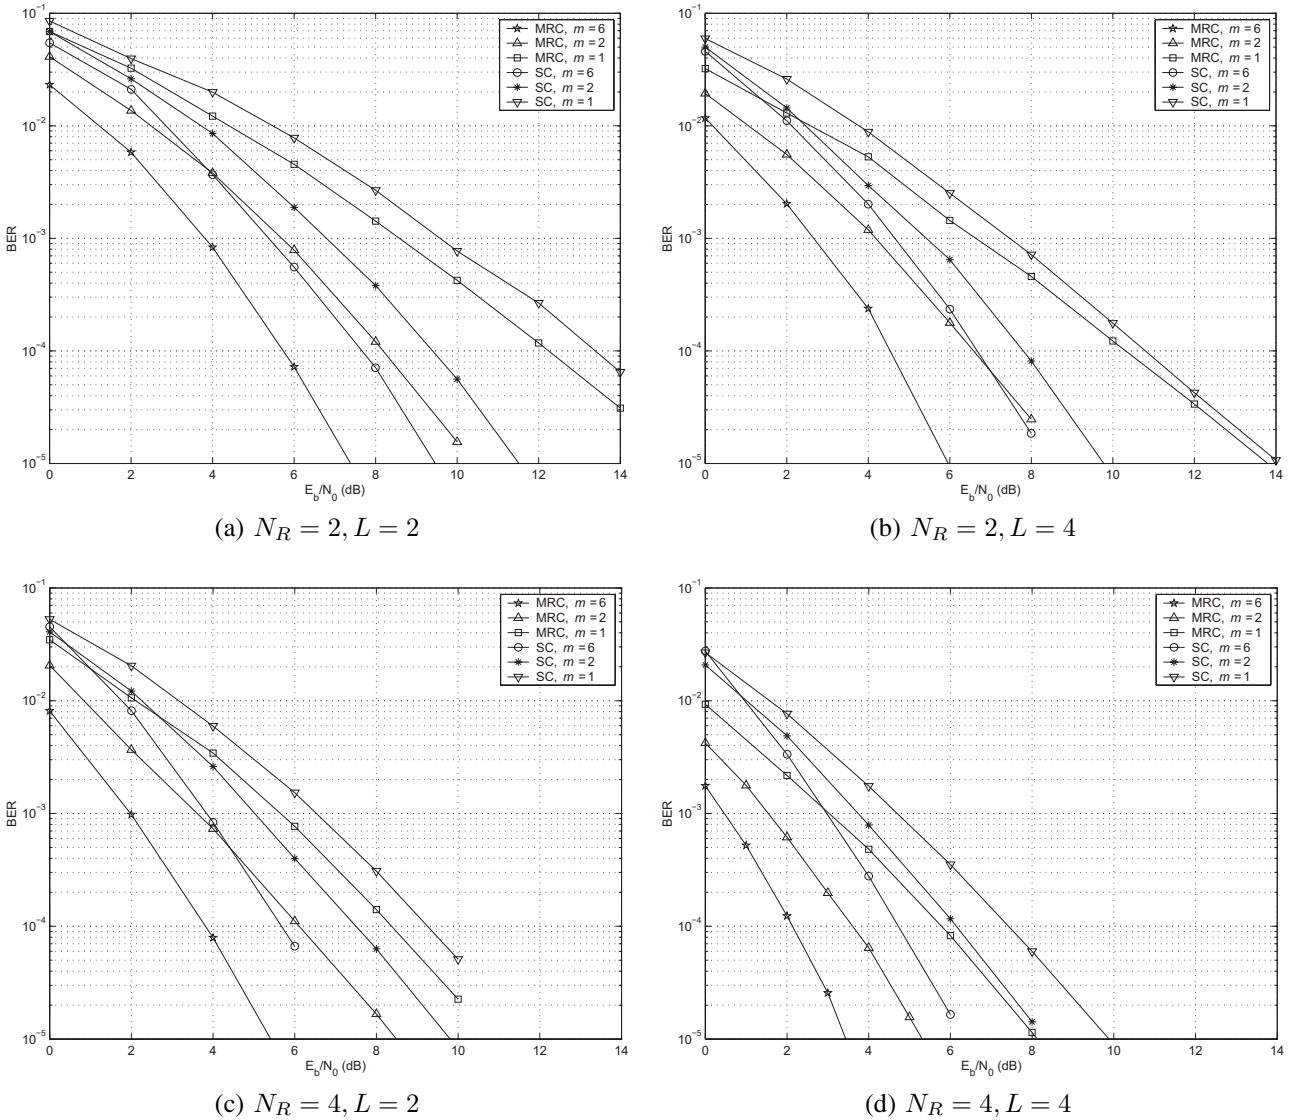 BER
10⁻¹
10⁻²
10⁻³
10⁻⁴
10⁻⁵
MRC, m=6
MRC, m=2
MRC, m=1
SC, m=6
SC, m=2
SC, m=1
0 2 4 6 8 10 12 14
E_b/N_0 (dB)
(a) N_R = 2, L = 2
BER
10⁻¹
10⁻²
10⁻³
10⁻⁴
10⁻⁵
MRC, m=6
MRC, m=2
MRC, m=1
SC, m=6
SC, m=2
SC, m=1
0 2 4 6 8 10 12 14
E_b/N_0 (dB)
(b) N_R = 2, L = 4
BER
10⁻¹
10⁻²
10⁻³
10⁻⁴
10⁻⁵
MRC, m=6
MRC, m=2
MRC, m=1
SC, m=6
SC, m=2
SC, m=1
0 2 4 6 8 10 12 14
E_b/N_0 (dB)
(c) N_R = 4, L = 2
BER
10⁻¹
10⁻²
10⁻³
10⁻⁴
10⁻⁵
MRC, m=6
MRC, m=2
MRC, m=1
SC, m=6
SC, m=2
SC, m=1
0 2 4 6 8 10 12 14
E_b/N_0 (dB)
(d) N_R = 4, L = 4